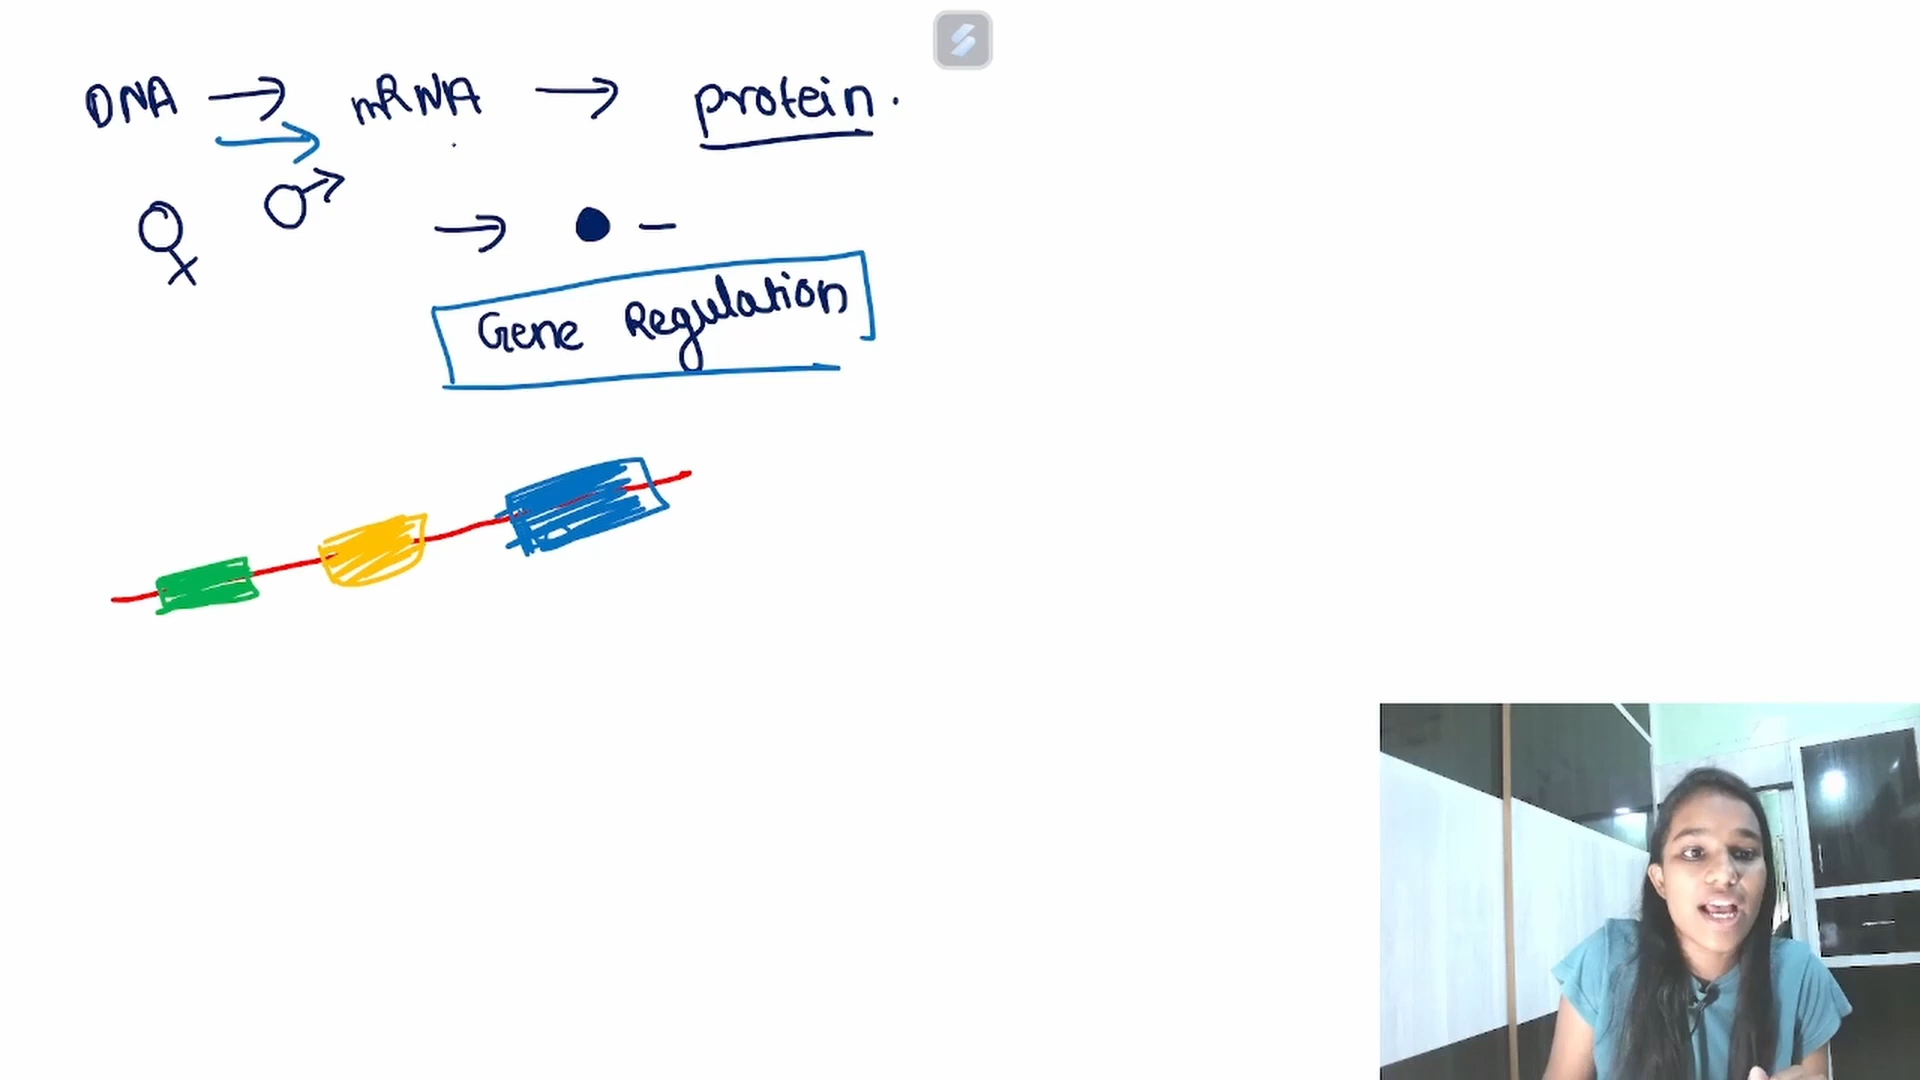 DNA → mRNA → protein.
♀ ♂ → ● –
Gene Regulation